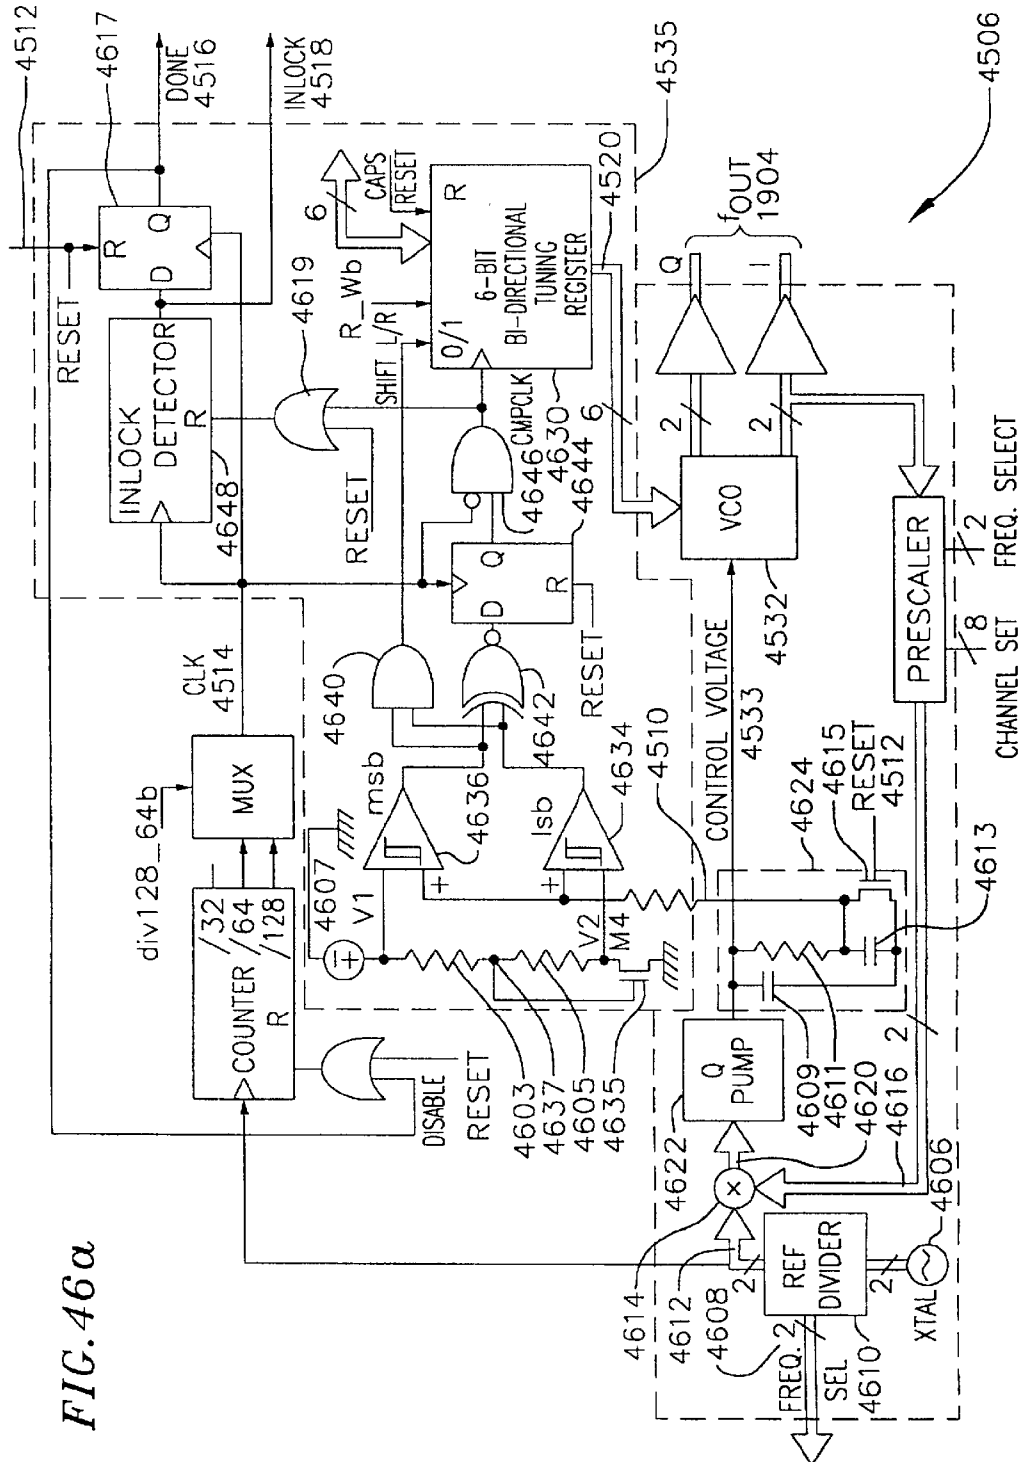 FIG. 46a
div128_64b
MUX
CLK
4514
COUNTER
/32
/64
/128
R
DISABLE
RESET
4607
V1
msb
4636
4640
4642
lsb
4634
4510
V2
M4
4603
4637
4605
4635
INLOCK
DETECTOR
R
4648
RESET
4619
RESET
D
Q
R
4617
4512
DONE
4516
INLOCK
4518
D
Q
R
RESET
4644
4646
CMPCLK
4630
SHIFT L/R
R_Wb
6
CAPS
RESET
0/1
R
6-BIT
BI-DIRECTIONAL
TUNING
REGISTER
4520
4535
6
CONTROL VOLTAGE
4533
VCO
4532
2
2
Q
I
fOUT
1904
4506
PRESCALER
2
FREQ. SELECT
8
CHANNEL SET
4624
4615
RESET
4512
4613
2
Q
PUMP
4622
4609
4611
4620
4616
4606
4614
4612
4608
2
REF
DIVIDER
2
XTAL
FREQ. 2
SEL
4610